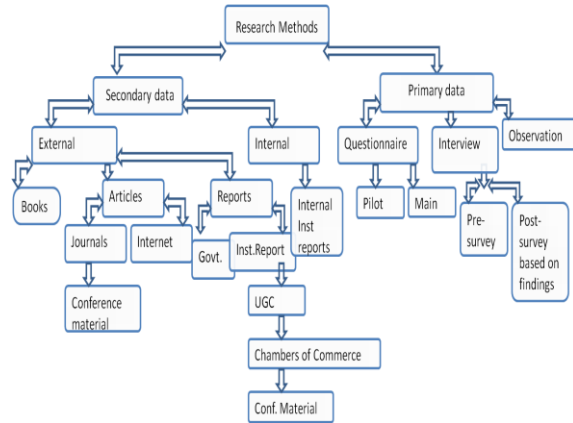 Research Methods
Secondary data
Primary data
External
Internal
Questionnaire
Interview
Observation
Books
Articles
Reports
Internal
Inst
reports
Pilot
Main
Pre-
survey
Post-
survey
based on
findings
Journals
Internet
Govt.
Inst.Report
Conference
material
UGC
Chambers of Commerce
Conf. Material